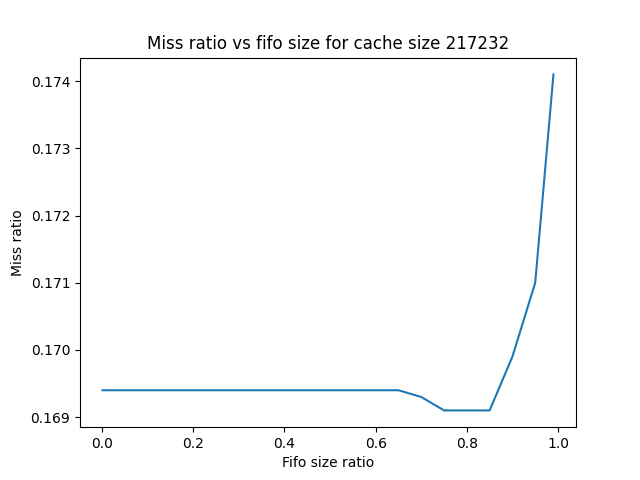 Miss ratio vs fifo size for cache size 217232
0.174
0.173
0.172
0.171
0.170
0.169
Miss ratio
0.0 0.2 0.4 0.6 0.8 1.0
Fifo size ratio